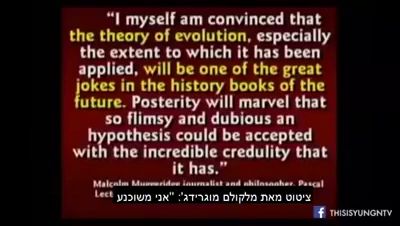 "I myself am convinced that
the theory of evolution, especially
the extent to which it has been
applied, will be one of the great
jokes in the history books of the
future. Posterity will marvel that
so flimsy and dubious an
hypothesis could be accepted
with the incredible credulity that
it has."
Malcolm Muggeridge journalist and philosopher, Pascal
Lect
ציטוט מאת מלקולם מוגרידג': "אני משוכנע
THISISYUNGNTV